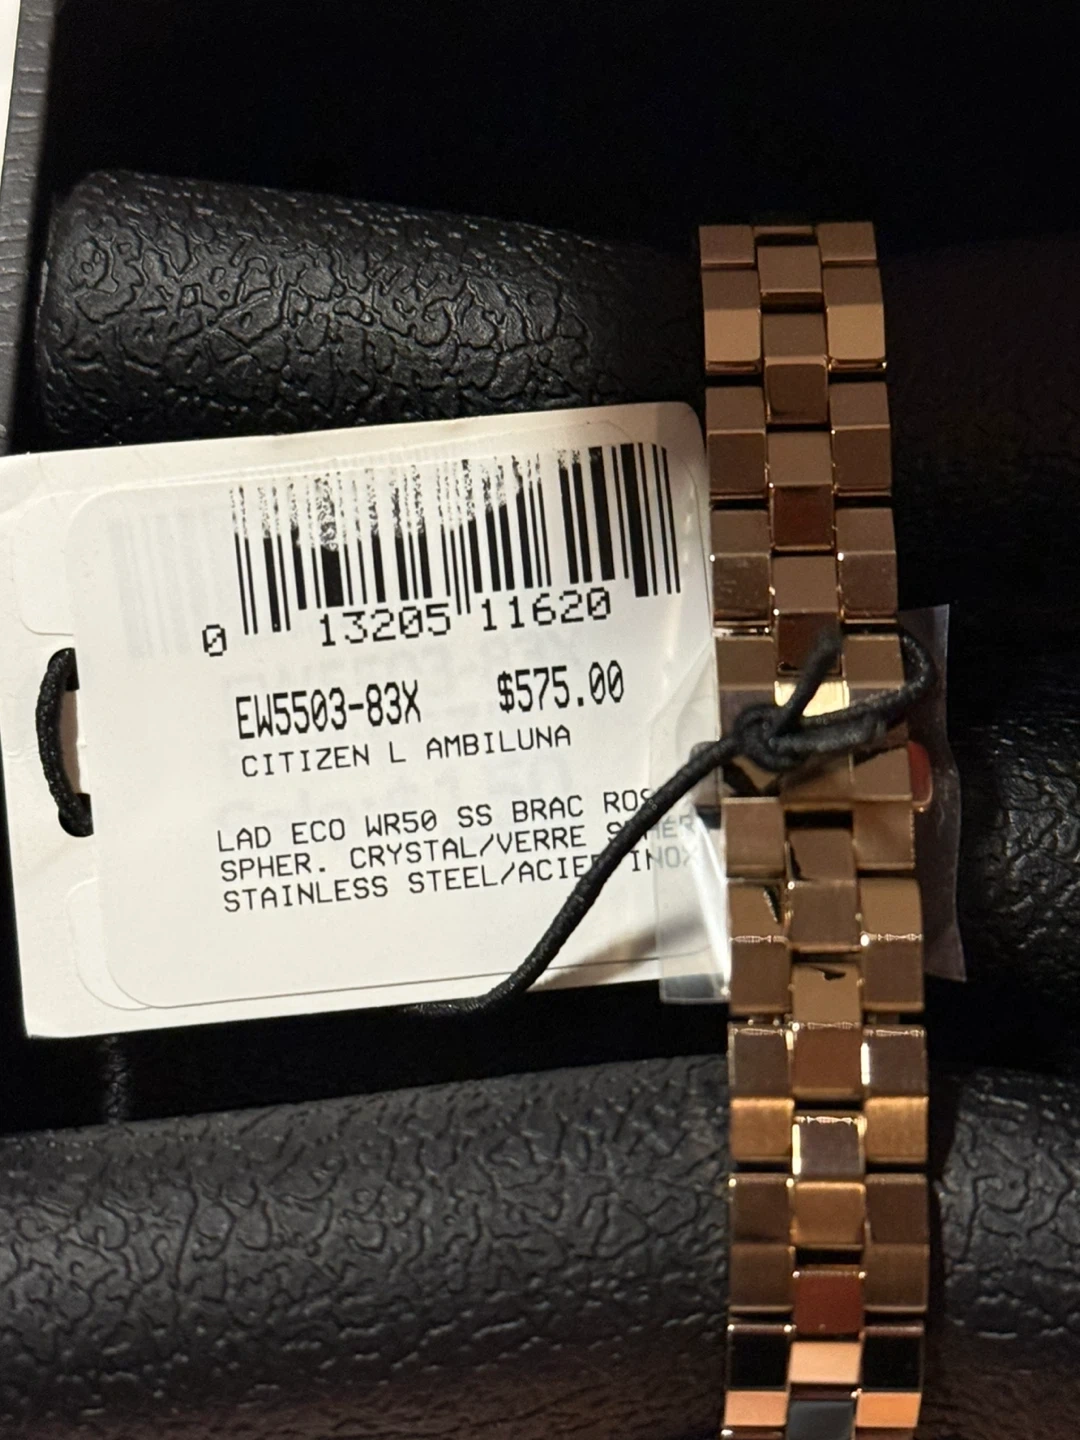 0 13205 11620
EW5503-83X $575.00
CITIZEN L AMBILUNA
LAD ECO WR50 SS BRAC ROS
SPHER. CRYSTAL/VERRE SPHER
STAINLESS STEEL/ACIER INOX